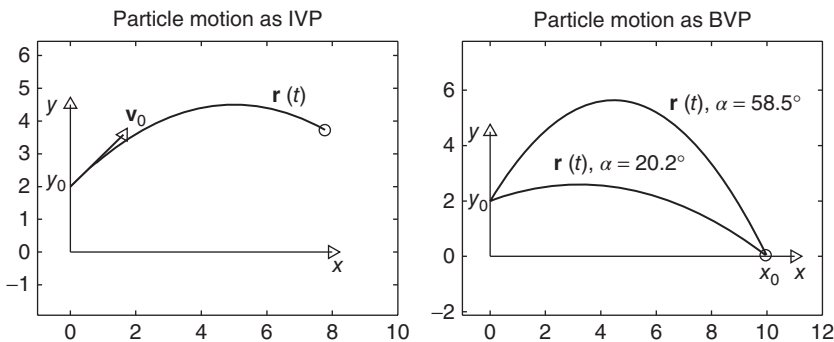 Particle motion as IVP
6
5
4
3
2
1
0
−1
y
y0
v0
r (t)
x
0 2 4 6 8 10
Particle motion as BVP
6
4
2
0
−2
y
y0
r (t), α = 58.5°
r (t), α = 20.2°
x0 x
0 2 4 6 8 10 12